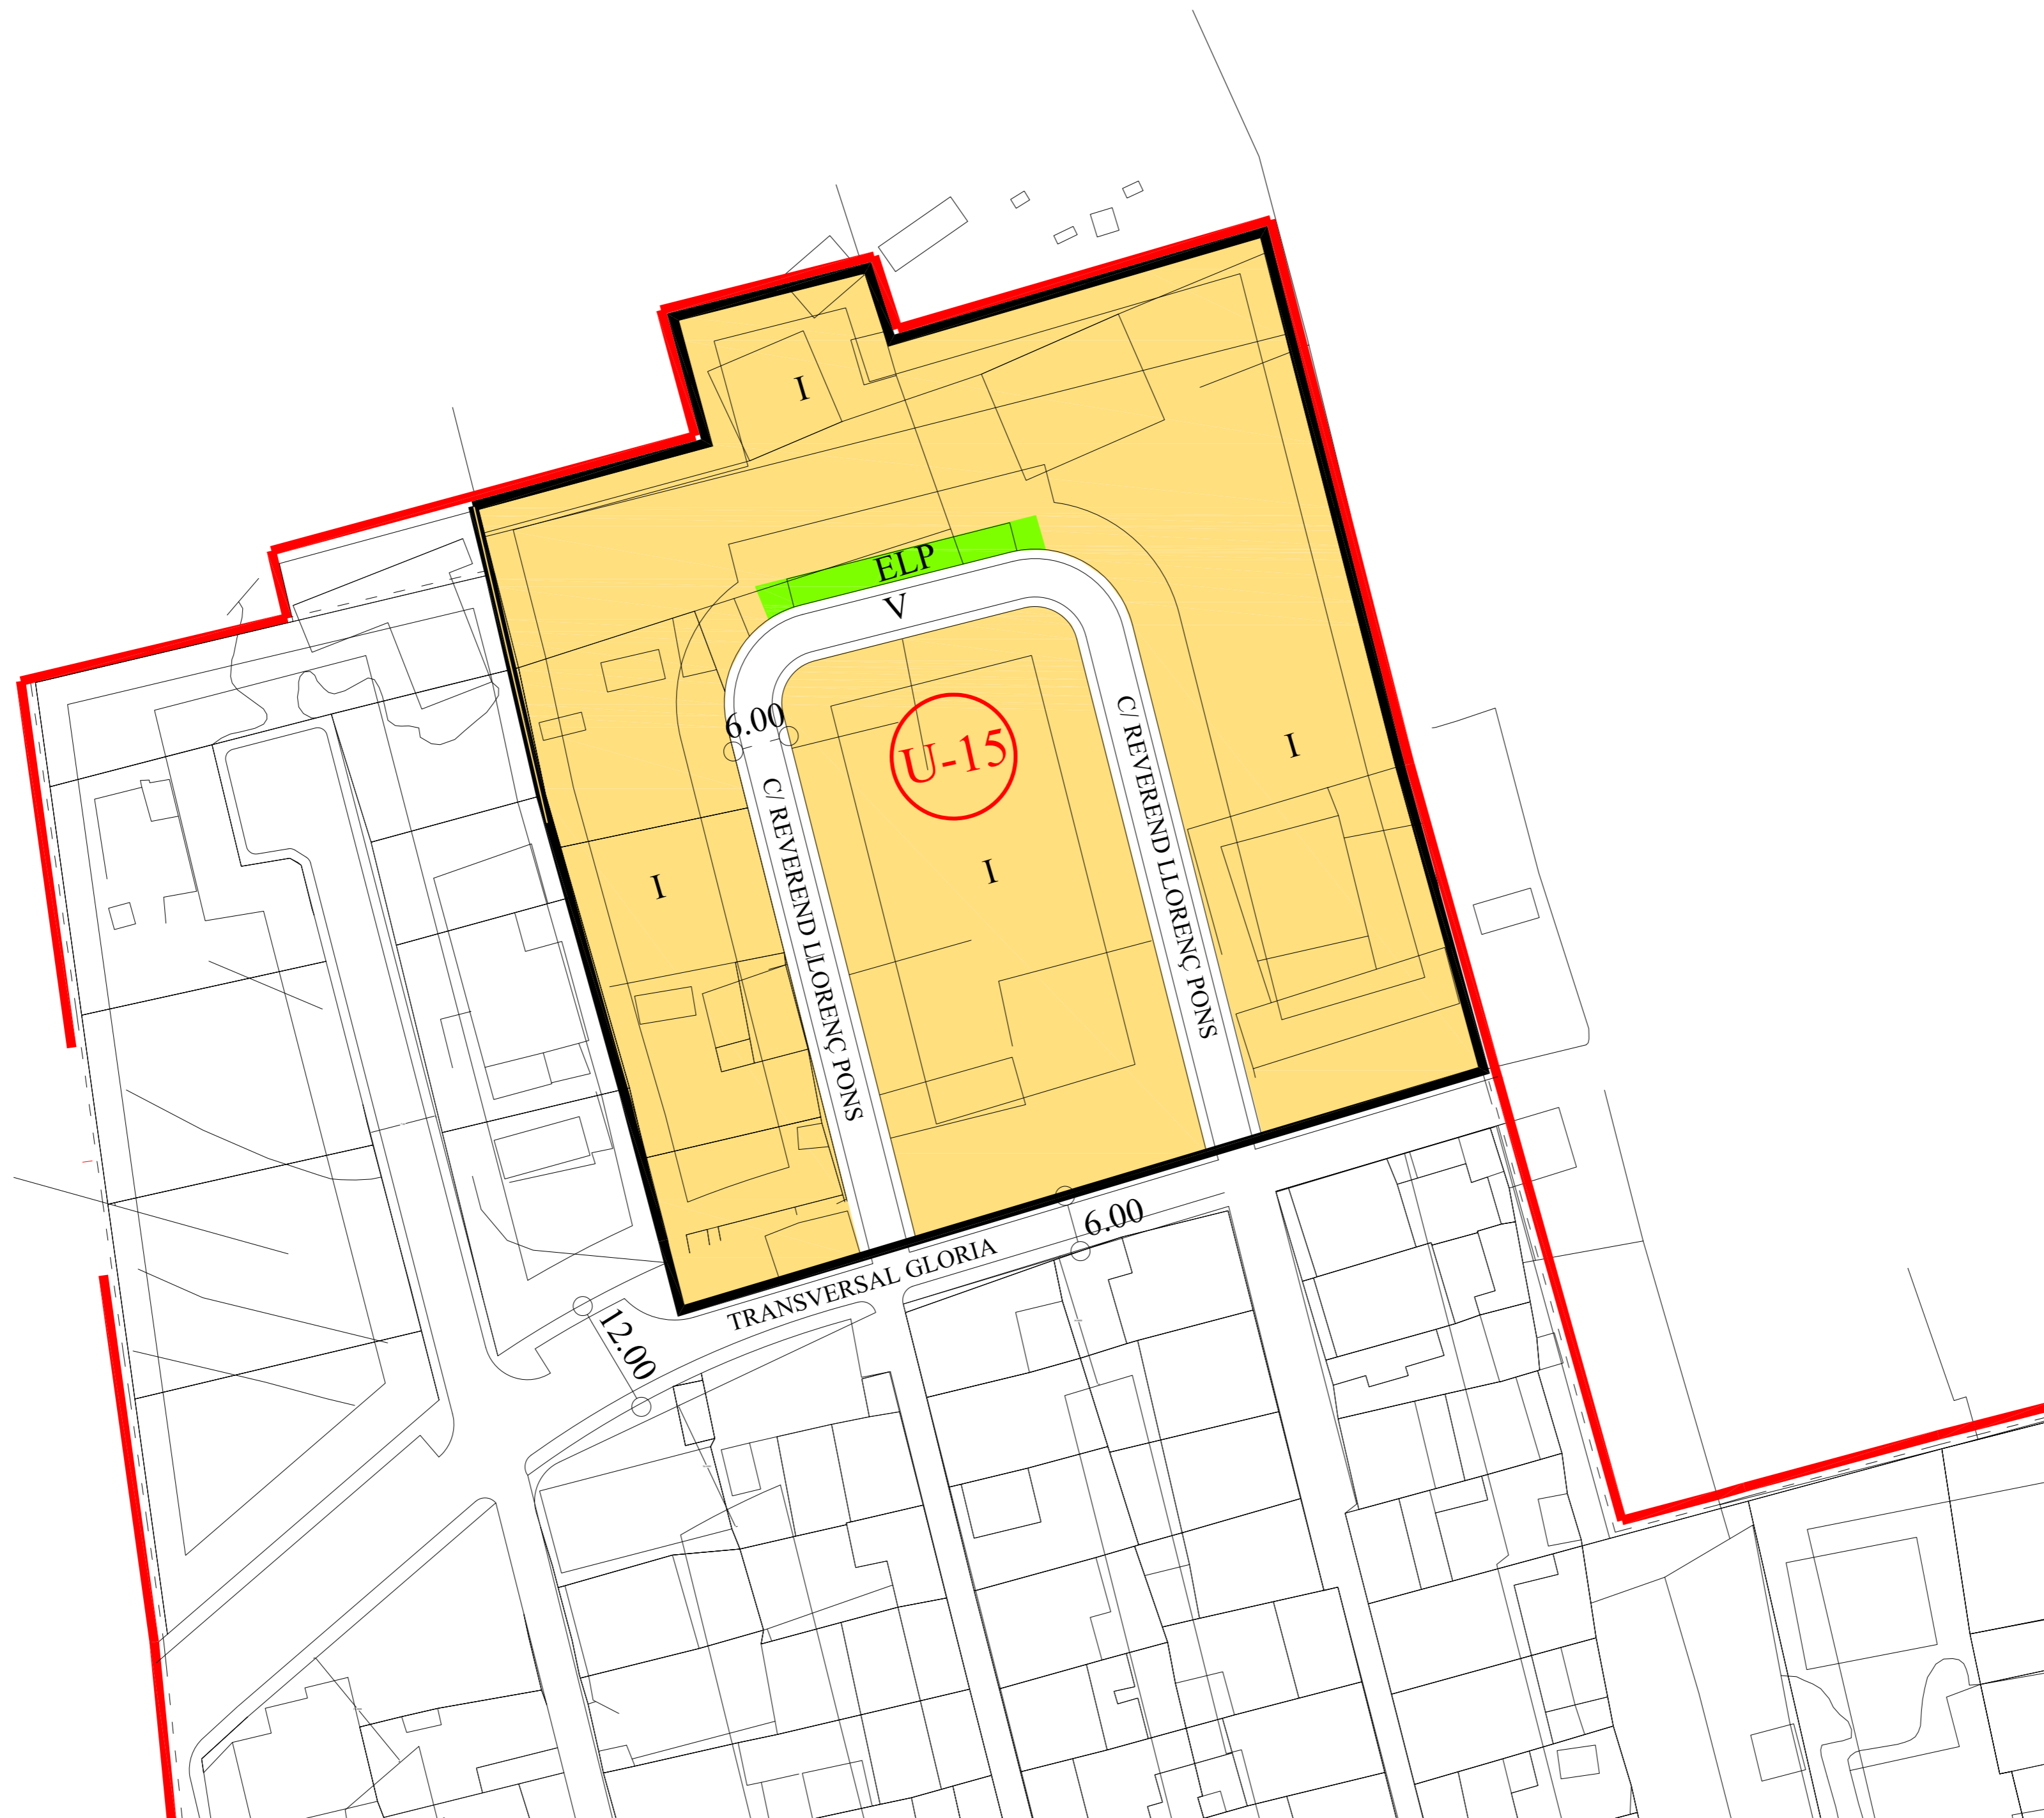 I
ELP
V
6.00
U-15
C/ REVEREND LLORENÇ PONS
I
C/ REVEREND LLORENÇ PONS
I
I
6.00
TRANSVERSAL GLORIA
12.00